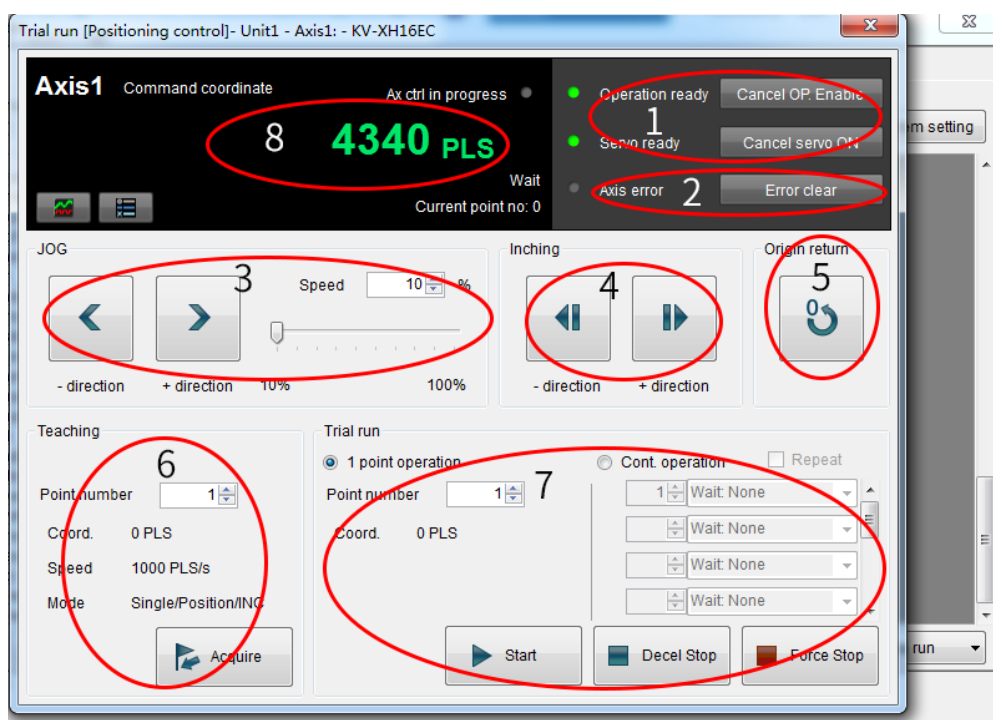 Trial run [Positioning control]- Unit1 - Axis1: - KV-XH16EC
Axis1 Command coordinate
Ax ctrl in progress
8 4340 PLS
Wait
Current point no: 0
Operation ready Cancel OP. Enable
1
Servo ready Cancel servo ON
Axis error 2 Error clear
em setting
JOG
3
Speed 10 %
- direction + direction 10% 100%
Inching
4
- direction + direction
Origin return
5
0
Teaching
6
Point number 1
Coord. 0 PLS
Speed 1000 PLS/s
Mode Single/Position/INC
Acquire
Trial run
1 point operation
Point number 1 7
Coord. 0 PLS
Cont. operation Repeat
1 Wait: None
Wait: None
Wait: None
Wait: None
Start Decel Stop Force Stop
run